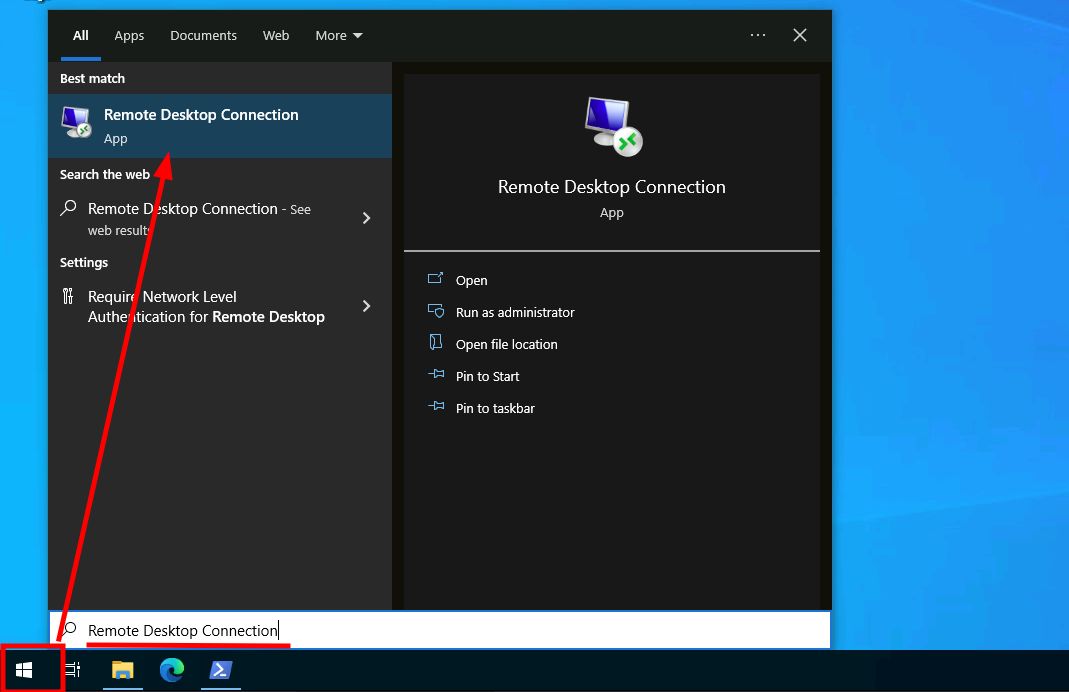 All Apps Documents Web More
Best match
Remote Desktop Connection
App
Search the web
Remote Desktop Connection - See
web results
Settings
Require Network Level
Authentication for Remote Desktop
Remote Desktop Connection
App
Open
Run as administrator
Open file location
Pin to Start
Pin to taskbar
Remote Desktop Connection